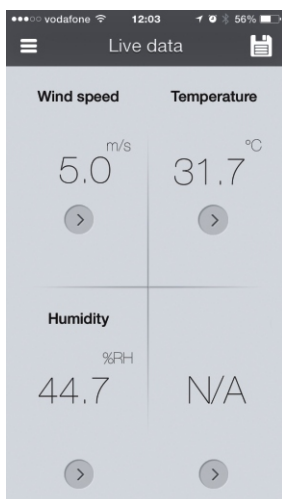 vodafone 12:03 56%
Live data
Wind speed Temperature
m/s °C
5.0 31.7
Humidity
%RH
44.7 N/A